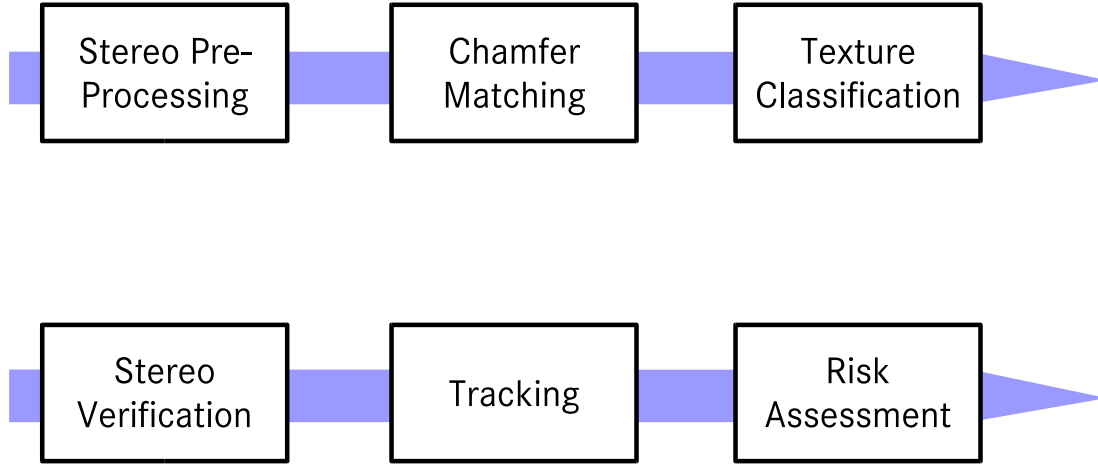 Stereo Pre-
Processing
Chamfer
Matching
Texture
Classification
Stereo
Verification
Tracking
Risk
Assessment